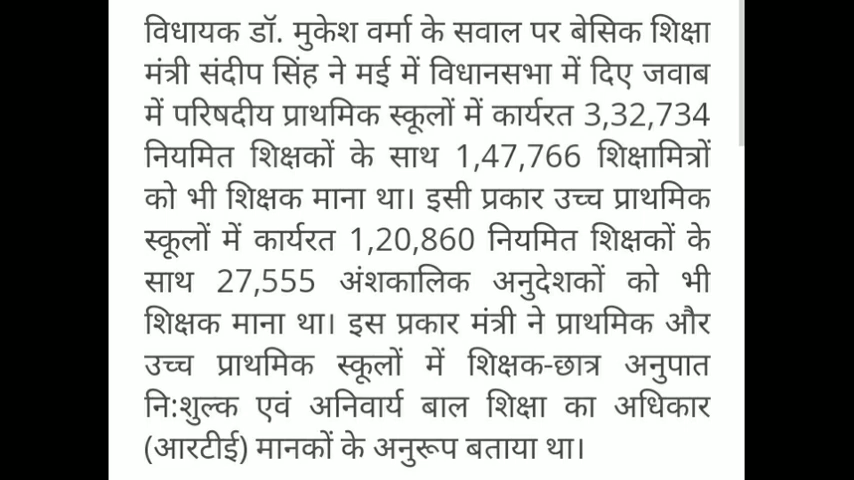 विधायक डॉ. मुकेश वर्मा के सवाल पर बेसिक शिक्षा
मंत्री संदीप सिंह ने मई में विधानसभा में दिए जवाब
में परिषदीय प्राथमिक स्कूलों में कार्यरत 3,32,734
नियमित शिक्षकों के साथ 1,47,766 शिक्षामित्रों
को भी शिक्षक माना था। इसी प्रकार उच्च प्राथमिक
स्कूलों में कार्यरत 1,20,860 नियमित शिक्षकों के
साथ 27,555 अंशकालिक अनुदेशकों को भी
शिक्षक माना था। इस प्रकार मंत्री ने प्राथमिक और
उच्च प्राथमिक स्कूलों में शिक्षक-छात्र अनुपात
नि:शुल्क एवं अनिवार्य बाल शिक्षा का अधिकार
(आरटीई) मानकों के अनुरूप बताया था।